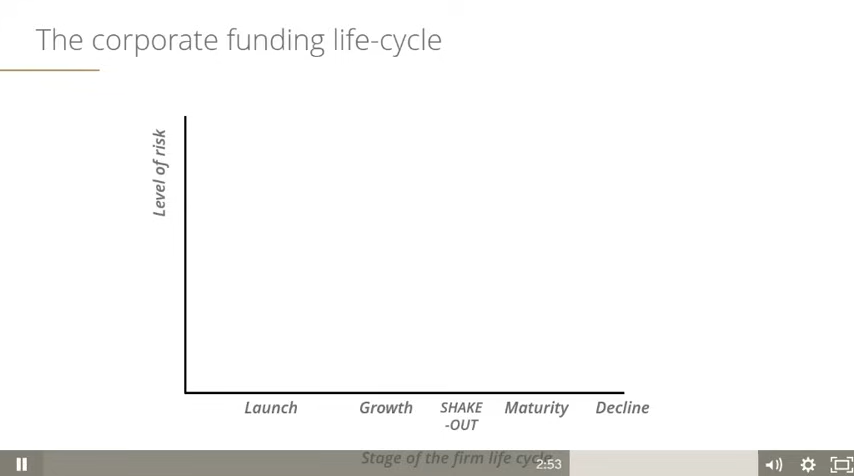 The corporate funding life-cycle
Level of risk
Launch
Growth
SHAKE
-OUT
Maturity
Decline
Stage of the firm life cycle
2:53